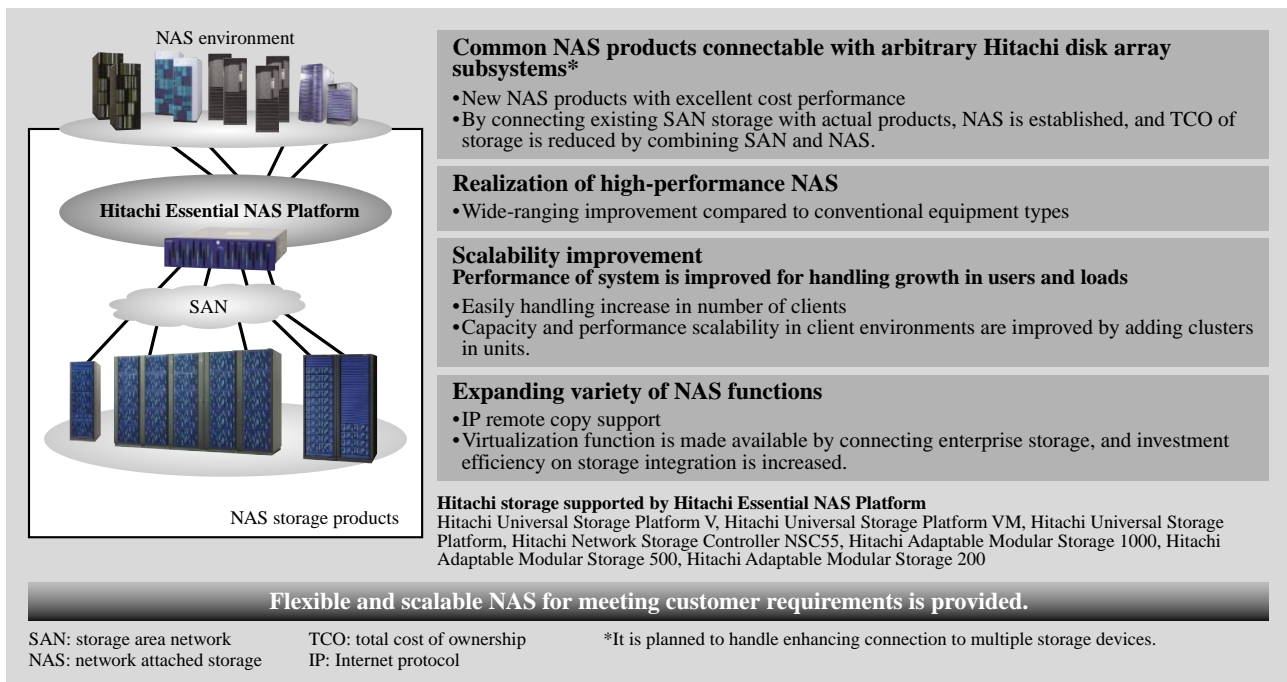 NAS environment
Hitachi Essential NAS Platform
SAN
NAS storage products
Common NAS products connectable with arbitrary Hitachi disk array
subsystems*
•New NAS products with excellent cost performance
•By connecting existing SAN storage with actual products, NAS is established, and TCO of
storage is reduced by combining SAN and NAS.
Realization of high-performance NAS
•Wide-ranging improvement compared to conventional equipment types
Scalability improvement
Performance of system is improved for handling growth in users and loads
•Easily handling increase in number of clients
•Capacity and performance scalability in client environments are improved by adding clusters
in units.
Expanding variety of NAS functions
•IP remote copy support
•Virtualization function is made available by connecting enterprise storage, and investment
efficiency on storage integration is increased.
Hitachi storage supported by Hitachi Essential NAS Platform
Hitachi Universal Storage Platform V, Hitachi Universal Storage Platform VM, Hitachi Universal Storage
Platform, Hitachi Network Storage Controller NSC55, Hitachi Adaptable Modular Storage 1000, Hitachi
Adaptable Modular Storage 500, Hitachi Adaptable Modular Storage 200
Flexible and scalable NAS for meeting customer requirements is provided.
SAN: storage area network
NAS: network attached storage
TCO: total cost of ownership
IP: Internet protocol
*It is planned to handle enhancing connection to multiple storage devices.